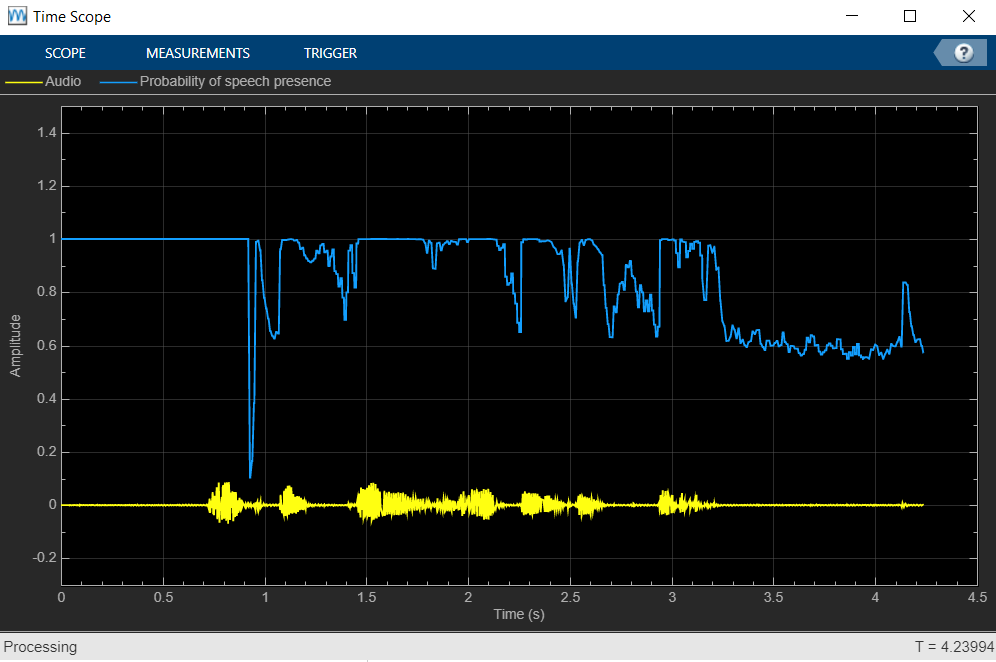 Time Scope
SCOPE MEASUREMENTS TRIGGER ?
Audio Probability of speech presence
1.4
1.2
1
0.8
0.6
0.4
0.2
0
-0.2
Amplitude
0 0.5 1 1.5 2 2.5 3 3.5 4 4.5
Time (s)
Processing T = 4.23994